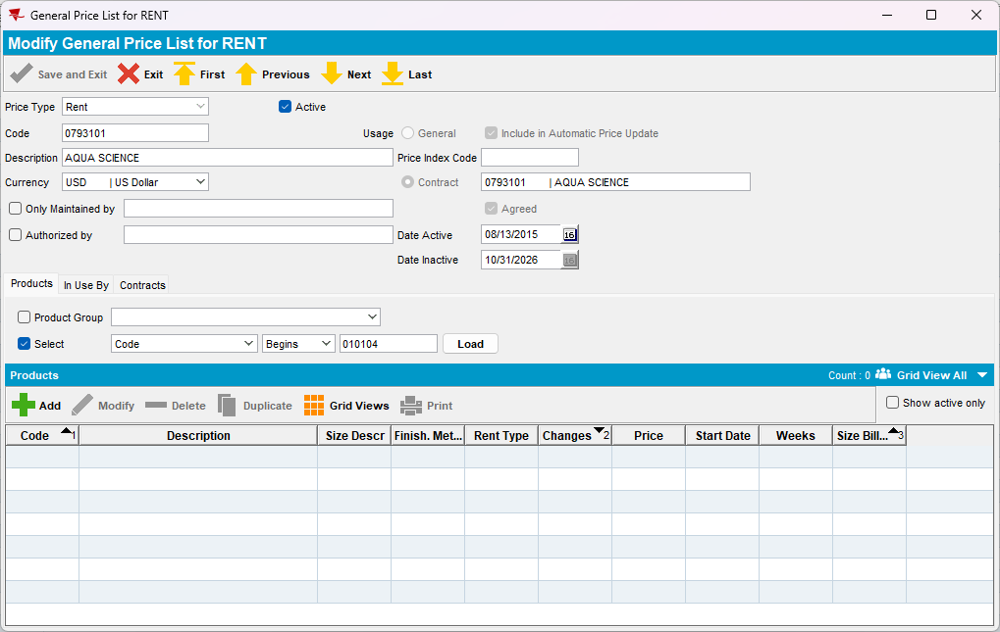 General Price List for RENT
Modify General Price List for RENT
Save and Exit Exit First Previous Next Last
Price Type Rent Active
Code 0793101 Usage General Include in Automatic Price Update
Description AQUA SCIENCE Price Index Code
Currency USD | US Dollar Contract 0793101 | AQUA SCIENCE
Only Maintained by Agreed
Authorized by Date Active 08/13/2015 16
Date Inactive 10/31/2026 16
Products In Use By Contracts
Product Group
Select Code Begins 010104 Load
Products Count : 0 Grid View All
Add Modify Delete Duplicate Grid Views Print Show active only
Code 1 Description Size Descr Finish. Met... Rent Type Changes 2 Price Start Date Weeks Size Bill... 3